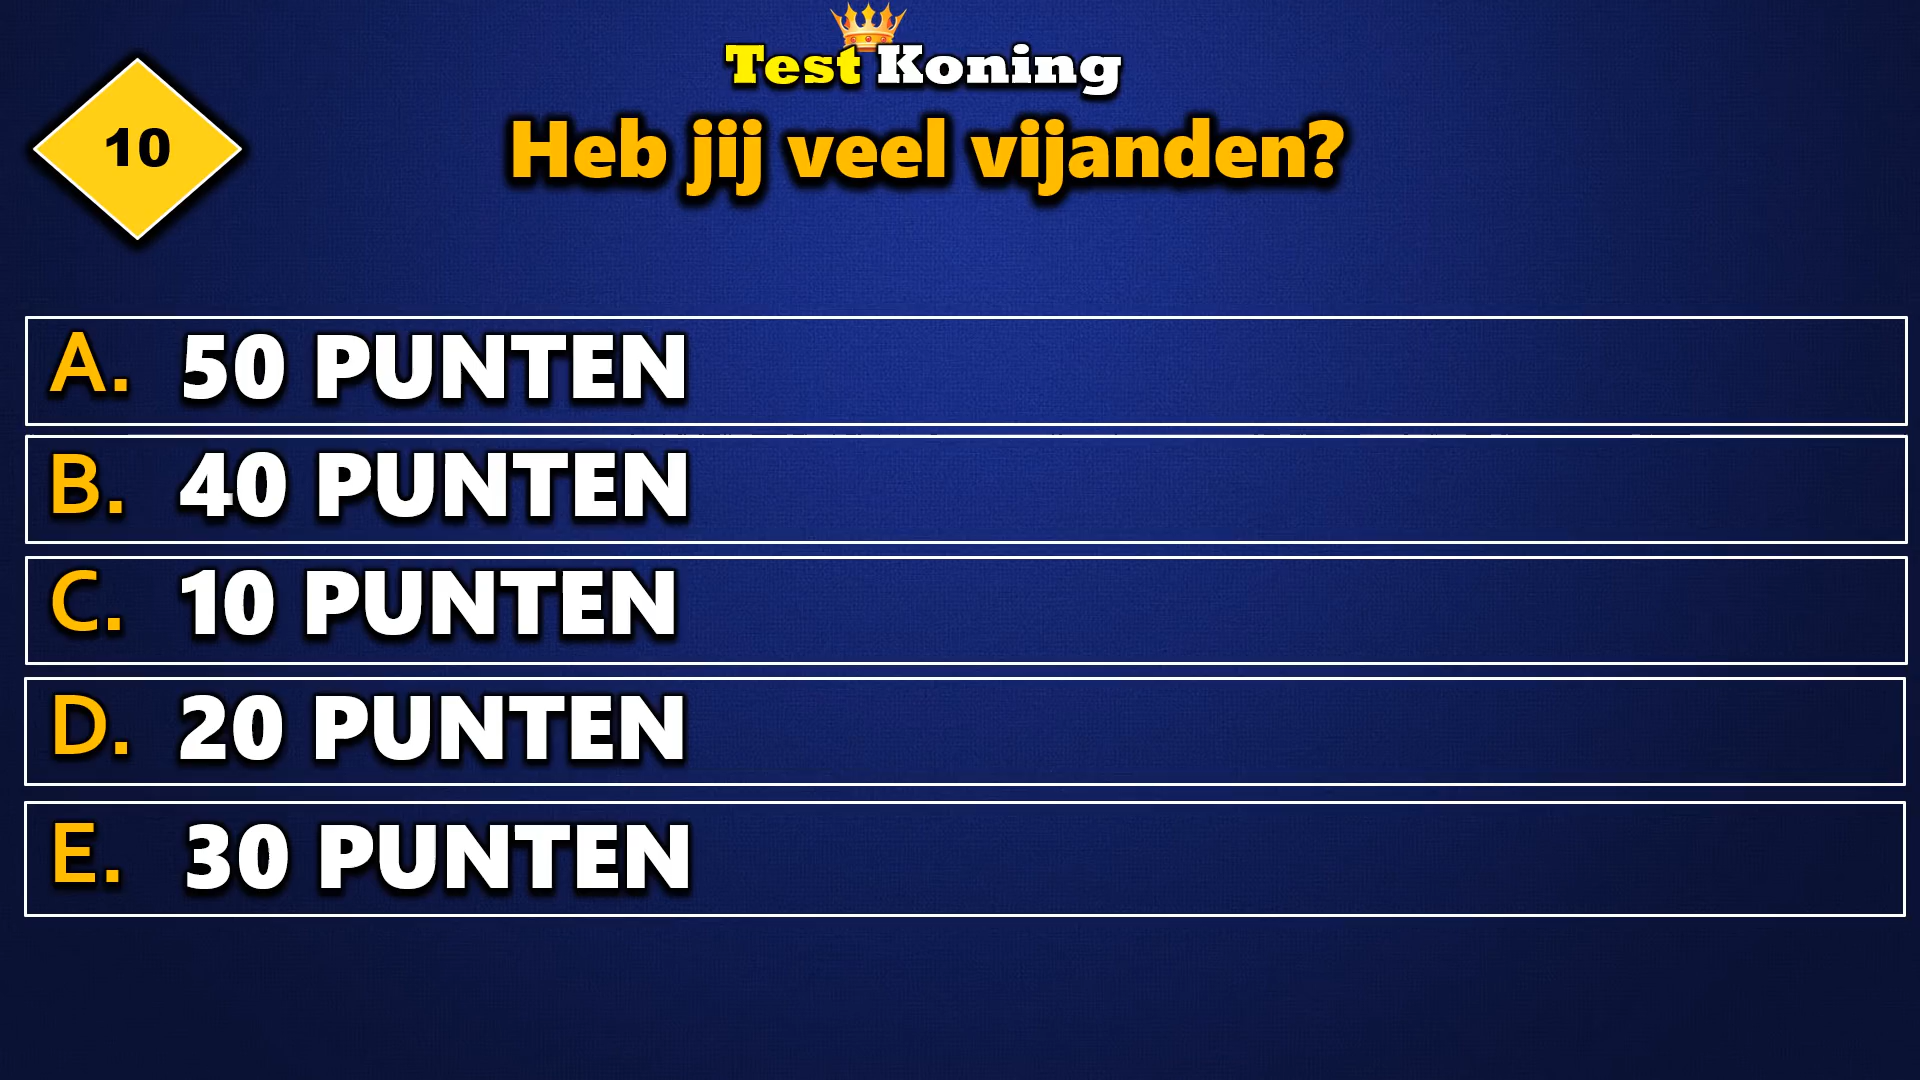 Test Koning
10
Heb jij veel vijanden?
A. 50 PUNTEN
B. 40 PUNTEN
C. 10 PUNTEN
D. 20 PUNTEN
E. 30 PUNTEN